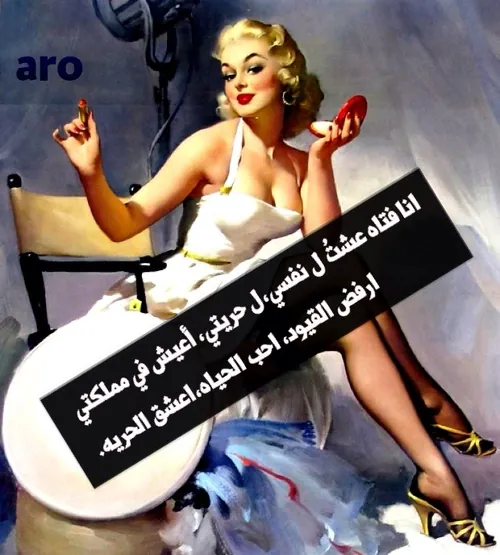 aro
انا فتاه عشتُ ل نفسي،ل حريتي، أعيش في مملكتي
ارفض القيود، احب الحياه،اعشق الحريه.